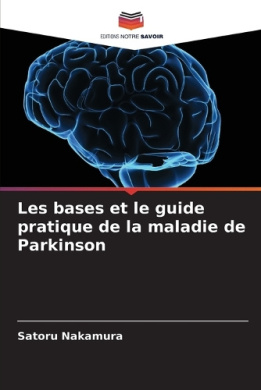 EDITIONS NOTRE SAVOIR
Les bases et le guide
pratique de la maladie de
Parkinson
Satoru Nakamura